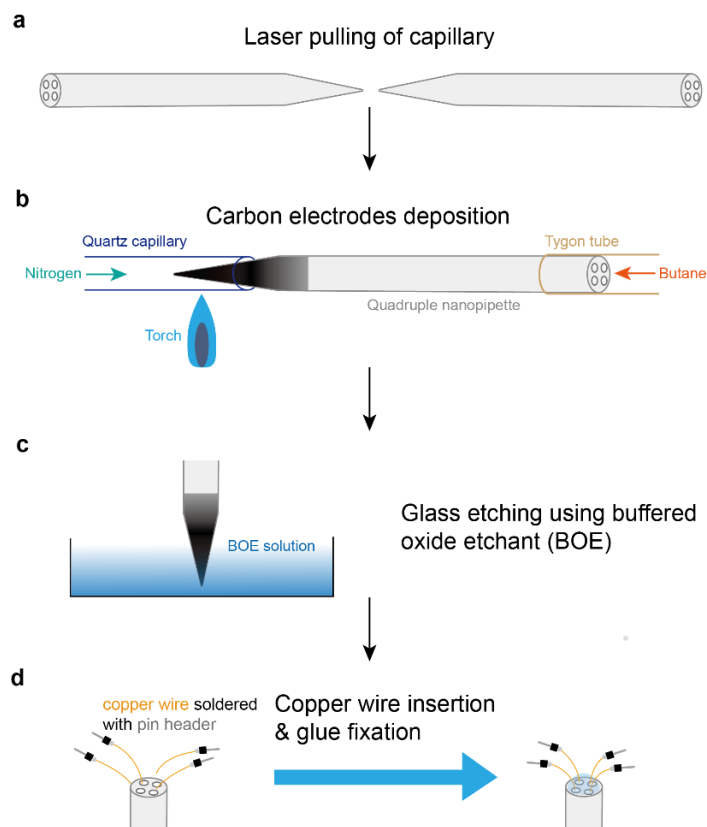 a
Laser pulling of capillary
b
Carbon electrodes deposition
Quartz capillary
Tygon tube
Nitrogen
Butane
Quadruple nanopipette
Torch
c
BOE solution
Glass etching using buffered
oxide etchant (BOE)
d
copper wire soldered
with pin header
Copper wire insertion
& glue fixation